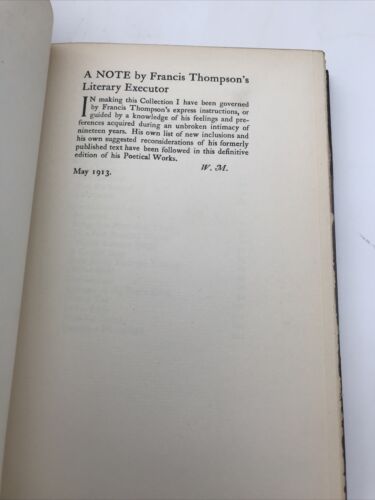 A NOTE by Francis Thompson's
Literary Executor
IN making this Collection I have been governed
by Francis Thompson's express instructions, or
guided by a knowledge of his feelings and pre-
ferences acquired during an unbroken intimacy of
nineteen years. His own list of new inclusions and
his own suggested reconsiderations of his formerly
published text have been followed in this definitive
edition of his Poetical Works.
W. M.
May 1913.